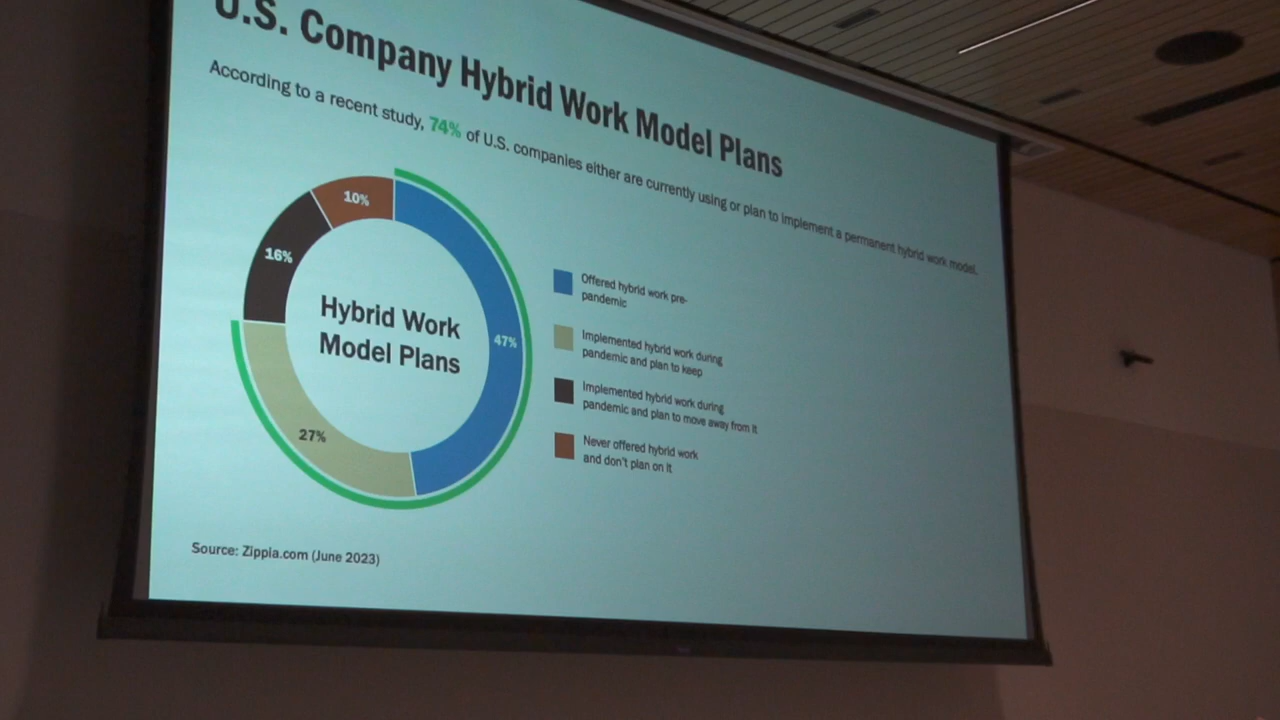 U.S. Company Hybrid Work Model Plans
According to a recent study, 74% of U.S. companies either are currently using or plan to implement a permanent hybrid work model.
10%
16%
47%
27%
Hybrid Work
Model Plans
Offered hybrid work pre-
pandemic
Implemented hybrid work during
pandemic and plan to keep
Implemented hybrid work during
pandemic and plan to move away from it
Never offered hybrid work
and don't plan on it
Source: Zippia.com (June 2023)